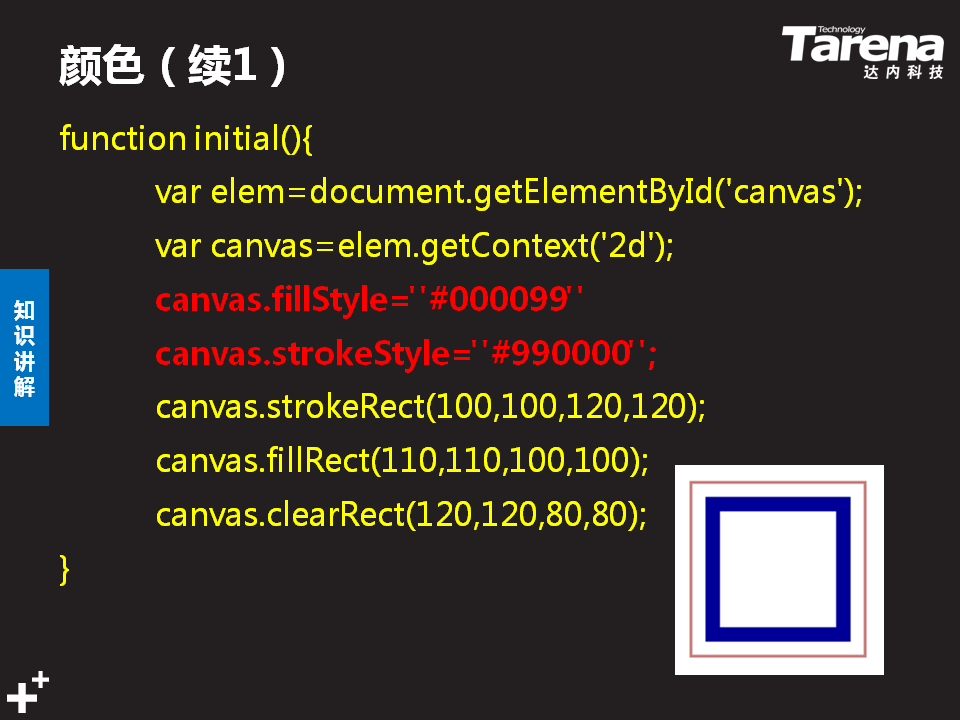 颜色（续1）
Technology
Tarena
达内科技
function initial(){
var elem=document.getElementById('canvas');
var canvas=elem.getContext('2d');
canvas.fillStyle=''#000099''
canvas.strokeStyle=''#990000'';
canvas.strokeRect(100,100,120,120);
canvas.fillRect(110,110,100,100);
canvas.clearRect(120,120,80,80);
}
知识讲解